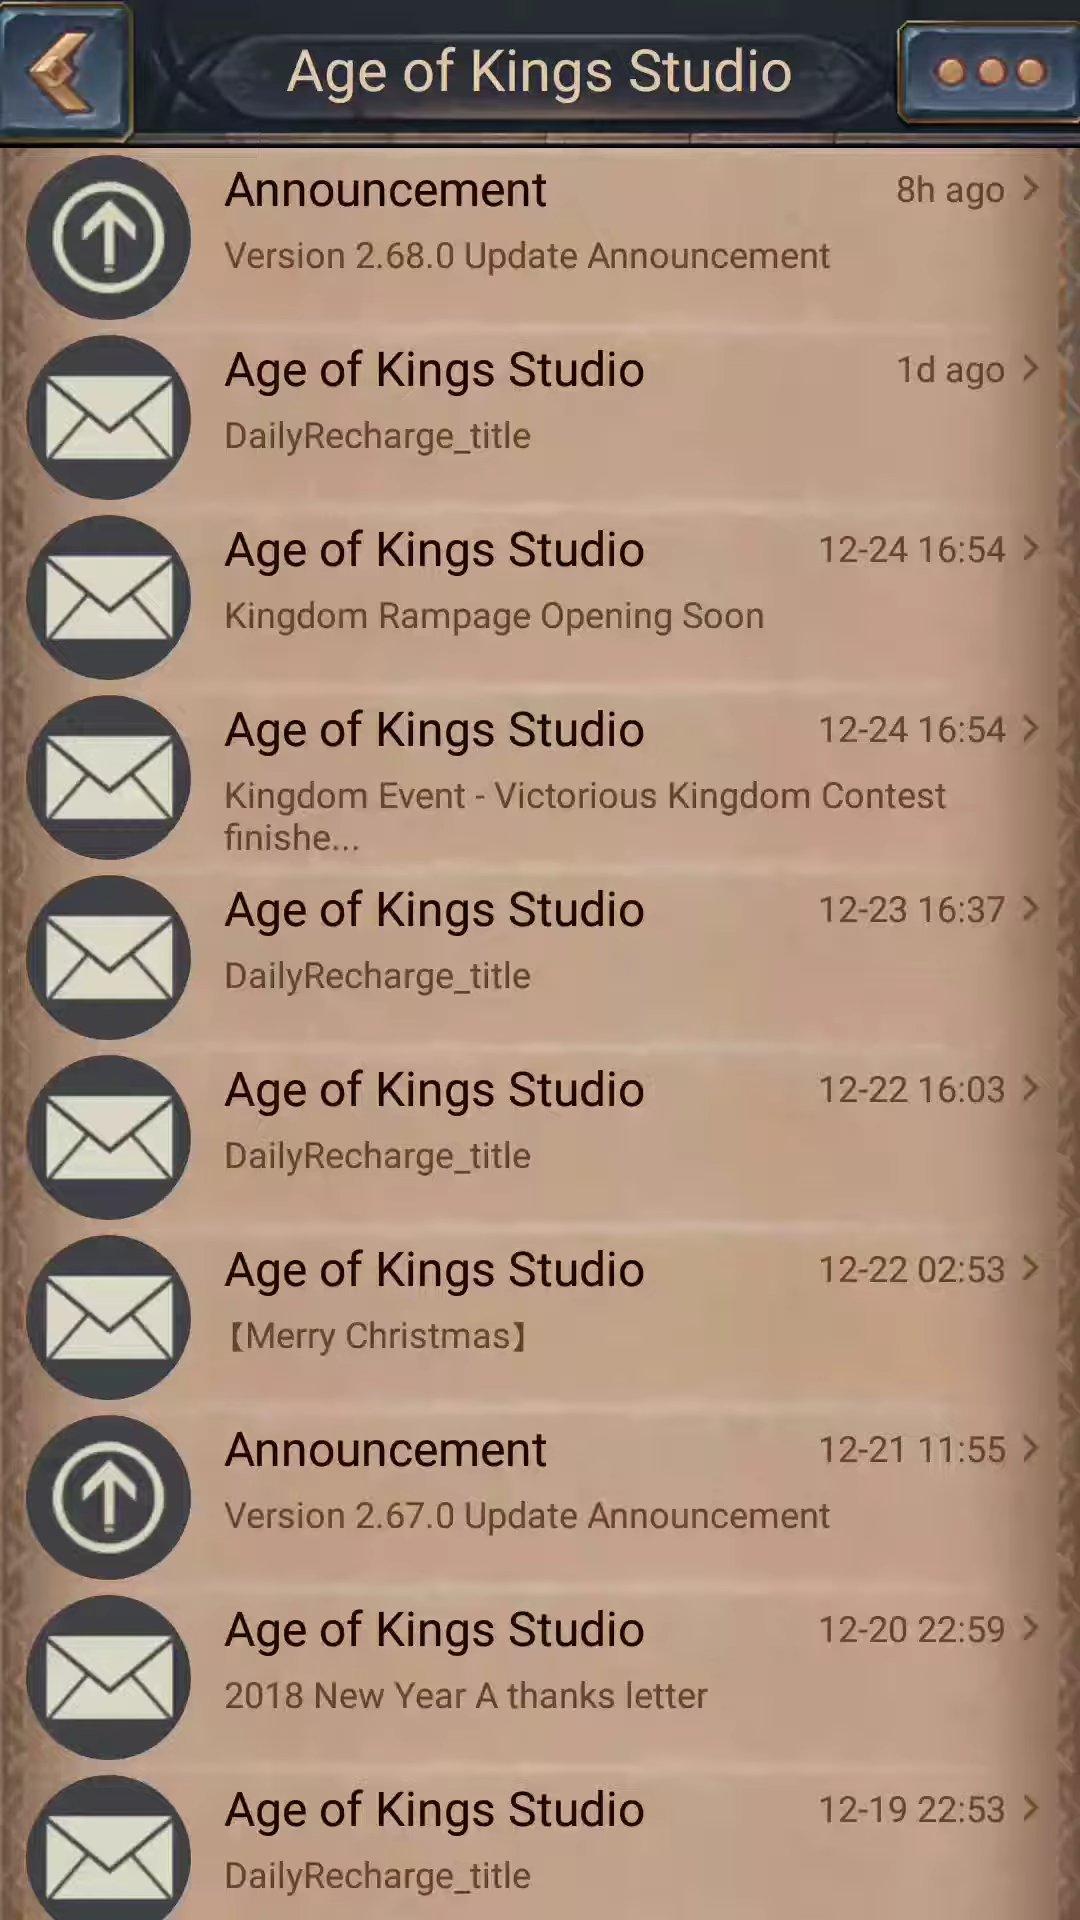 Age of Kings Studio
Announcement 8h ago
Version 2.68.0 Update Announcement
Age of Kings Studio 1d ago
DailyRecharge_title
Age of Kings Studio 12-24 16:54
Kingdom Rampage Opening Soon
Age of Kings Studio 12-24 16:54
Kingdom Event - Victorious Kingdom Contest
finishe...
Age of Kings Studio 12-23 16:37
DailyRecharge_title
Age of Kings Studio 12-22 16:03
DailyRecharge_title
Age of Kings Studio 12-22 02:53
【Merry Christmas】
Announcement 12-21 11:55
Version 2.67.0 Update Announcement
Age of Kings Studio 12-20 22:59
2018 New Year A thanks letter
Age of Kings Studio 12-19 22:53
DailyRecharge_title